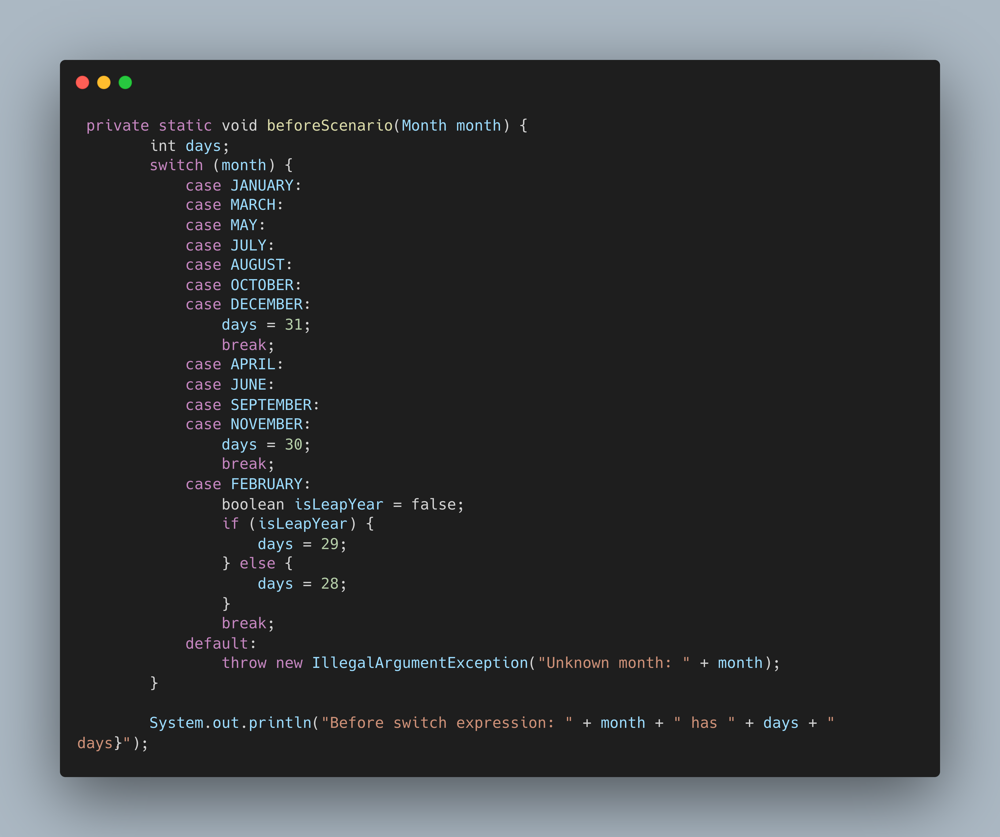 private static void beforeScenario(Month month) {
int days;
switch (month) {
case JANUARY:
case MARCH:
case MAY:
case JULY:
case AUGUST:
case OCTOBER:
case DECEMBER:
days = 31;
break;
case APRIL:
case JUNE:
case SEPTEMBER:
case NOVEMBER:
days = 30;
break;
case FEBRUARY:
boolean isLeapYear = false;
if (isLeapYear) {
days = 29;
} else {
days = 28;
}
break;
default:
throw new IllegalArgumentException("Unknown month: " + month);
}
System.out.println("Before switch expression: " + month + " has " + days + "
days}");